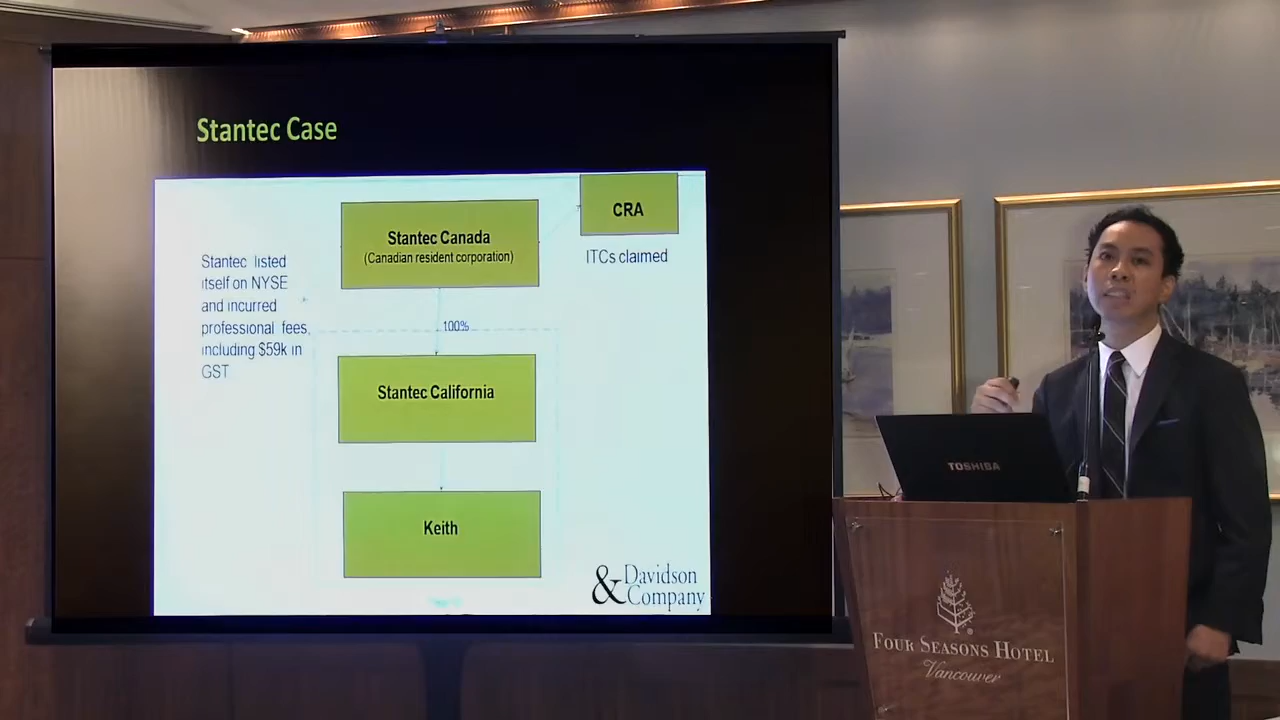 Stantec Case
Stantec Canada
(Canadian resident corporation)
CRA
ITCs claimed
Stantec listed
itself on NYSE
and incurred
professional fees,
including $59k in
GST
100%
Stantec California
Keith
& Davidson
Company
TOSHIBA
FOUR SEASONS HOTEL
Vancouver